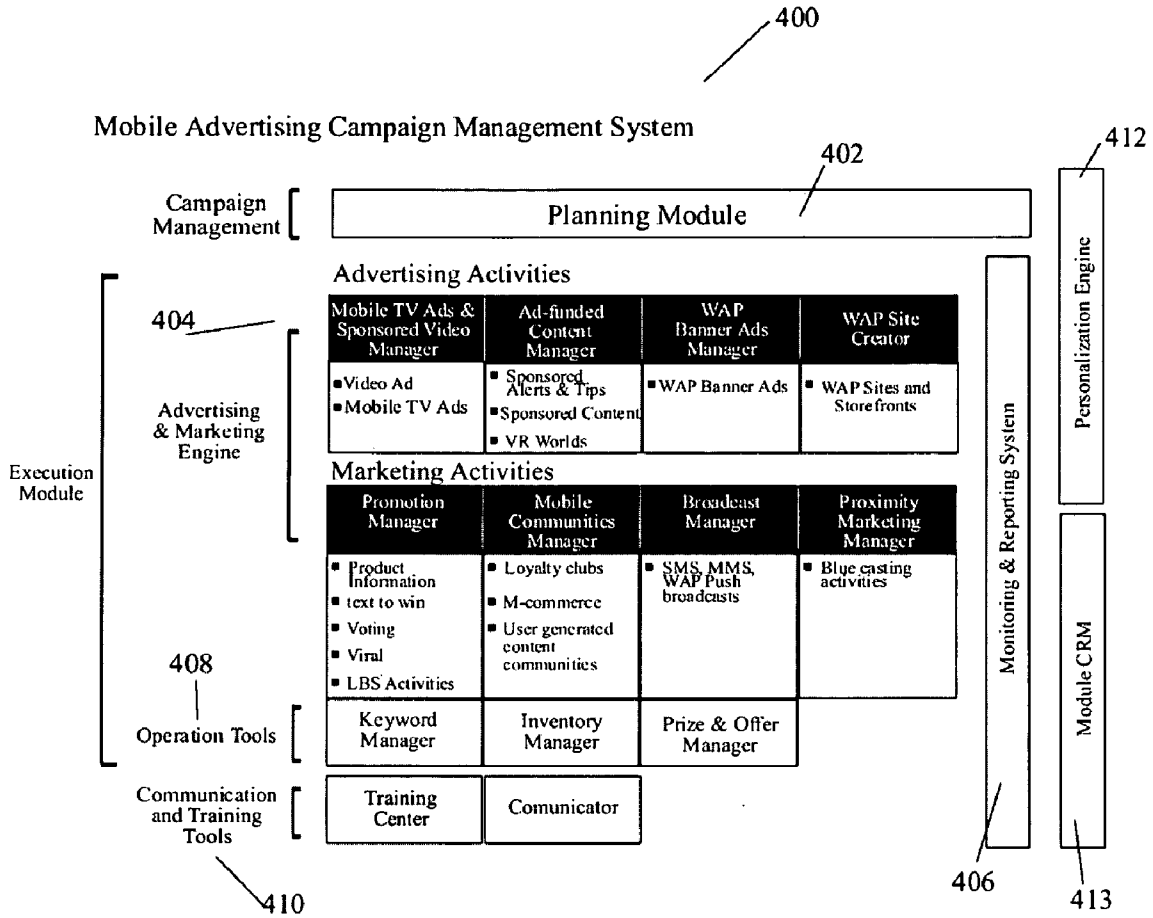 400
Mobile Advertising Campaign Management System
412
402
Campaign
Management
Planning Module
Personalization Engine
Advertising Activities
404
Mobile TV Ads &
Sponsored Video
Manager
Ad-funded
Content
Manager
WAP
Banner Ads
Manager
WAP Site
Creator
▪Video Ad
▪Mobile TV Ads
▪ Sponsored
Alerts & Tips
▪Sponsored Content
▪ VR Worlds
▪WAP Banner Ads
▪ WAP Sites and
Storefronts
Advertising
& Marketing
Engine
Execution
Module
Monitoring & Reporting System
Marketing Activities
Promotion
Manager
Mobile
Communities
Manager
Broadcast
Manager
Proximity
Marketing
Manager
▪ Product
Information
▪ text to win
▪ Voting
▪ Viral
▪ LBS Activities
▪ Loyalty clubs
▪ M-commerce
▪ User generated
content
communities
▪ SMS, MMS,
WAP Push
broadcasts
▪ Blue casting
activities
Module CRM
408
Operation Tools
Keyword
Manager
Inventory
Manager
Prize & Offer
Manager
Communication
and Training
Tools
Training
Center
Comunicator
410
406
413